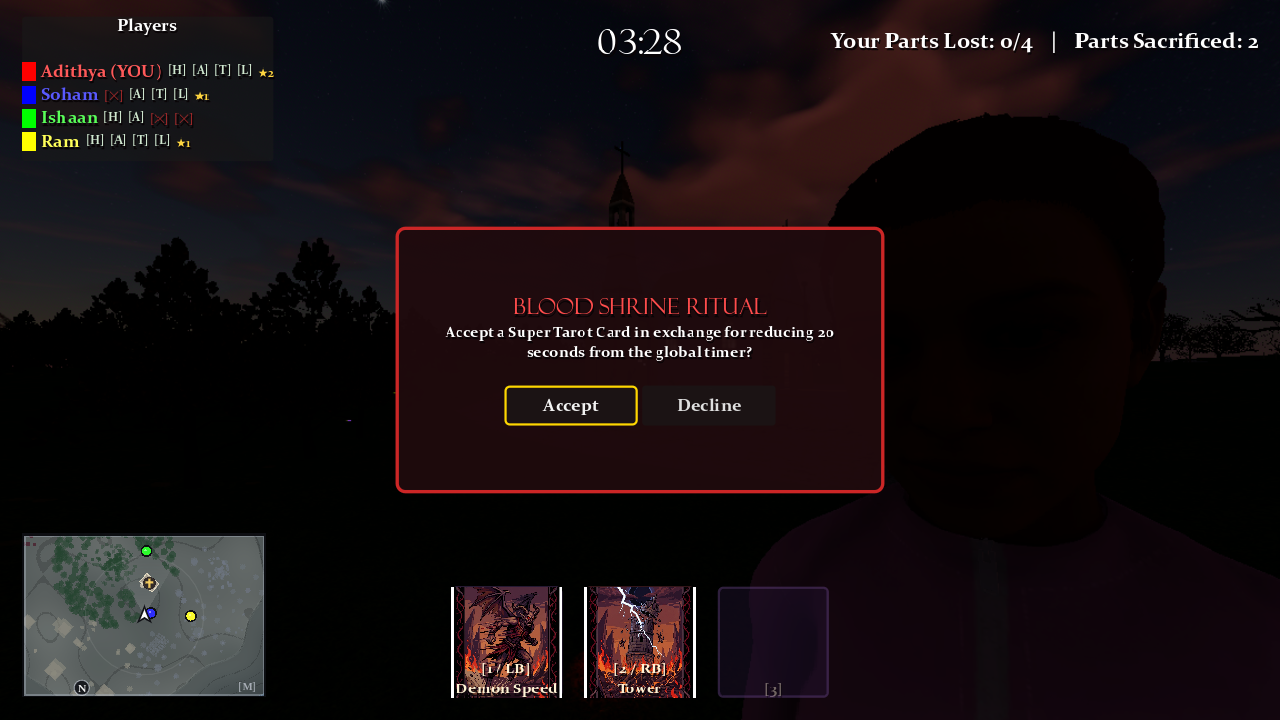 Players
Adithya (YOU) [H] [A] [T] [L] ★2
Soham [X] [A] [T] [L] ★1
Ishaan [H] [A] [X] [X]
Ram [H] [A] [T] [L] ★1
03:28
Your Parts Lost: 0/4 | Parts Sacrificed: 2
BLOOD SHRINE RITUAL
Accept a Super Tarot Card in exchange for reducing 20
seconds from the global timer?
Accept Decline
N
[M]
[1 / LB]
Demon Speed
[2 / RB]
Tower
[3]